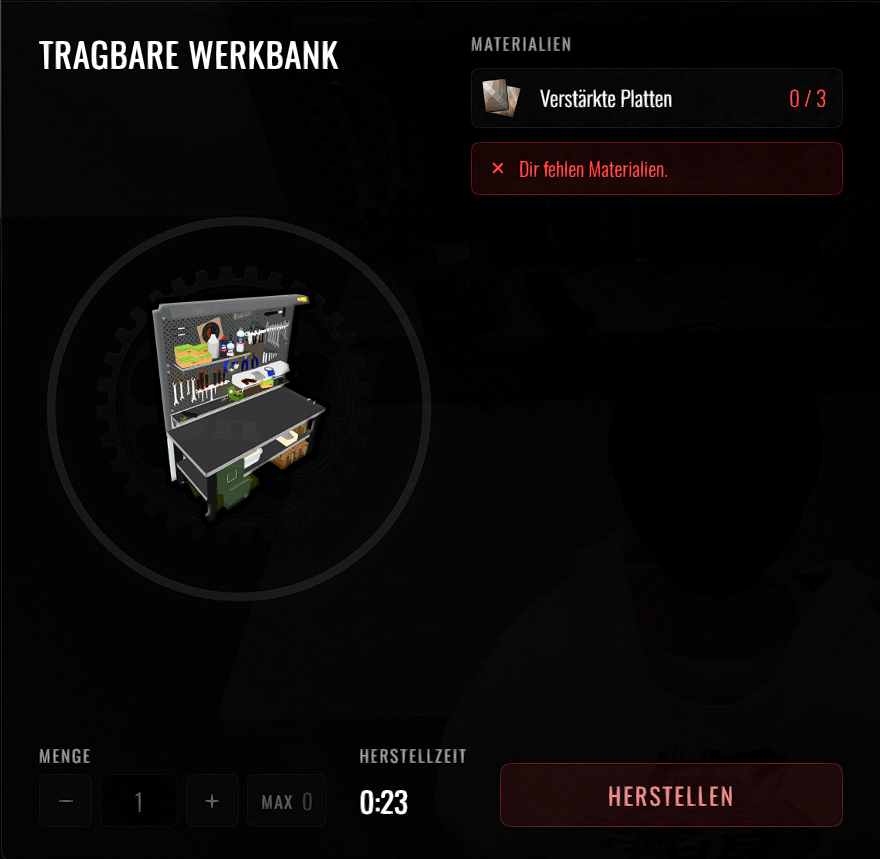 TRAGBARE WERKBANK
MATERIALIEN
Verstärkte Platten 0 / 3
✕ Dir fehlen Materialien.
MENGE
− 1 + MAX 0
HERSTELLZEIT
0:23
HERSTELLEN